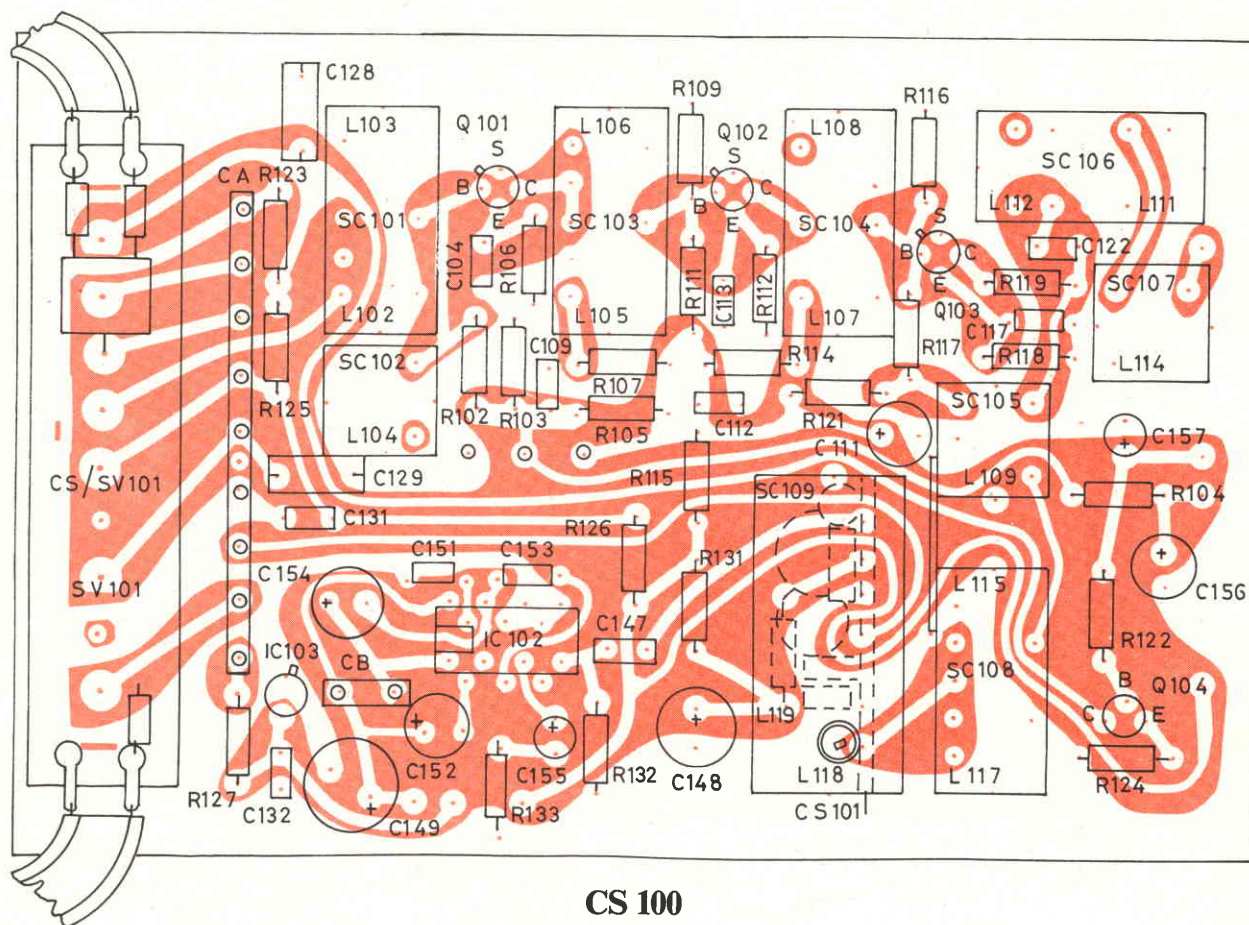 C128
R109
R116
L103
Q101
L106
Q102
L108
S
S
SC106
CA
R123
B
C
C
L112
L111
SC101
E
SC103
B
E
SC104
S
C104
R106
R111
C113
R112
B
C
C122
E
R119
SC107
L102
L105
L107
Q103
C117
R117
R118
SC102
C109
R107
R114
L114
R125
R102
R103
R105
C112
R121
SC105
L104
C111
C157
CS/SV101
C129
R115
SC109
L109
R104
C131
R126
C151
C153
R131
SV101
C154
L115
C156
IC102
C147
R122
IC103
CB
SC108
B
Q104
L119
C
E
C152
C155
R132
C148
L118
L117
R127
C132
C149
R133
CS101
R124
CS 100